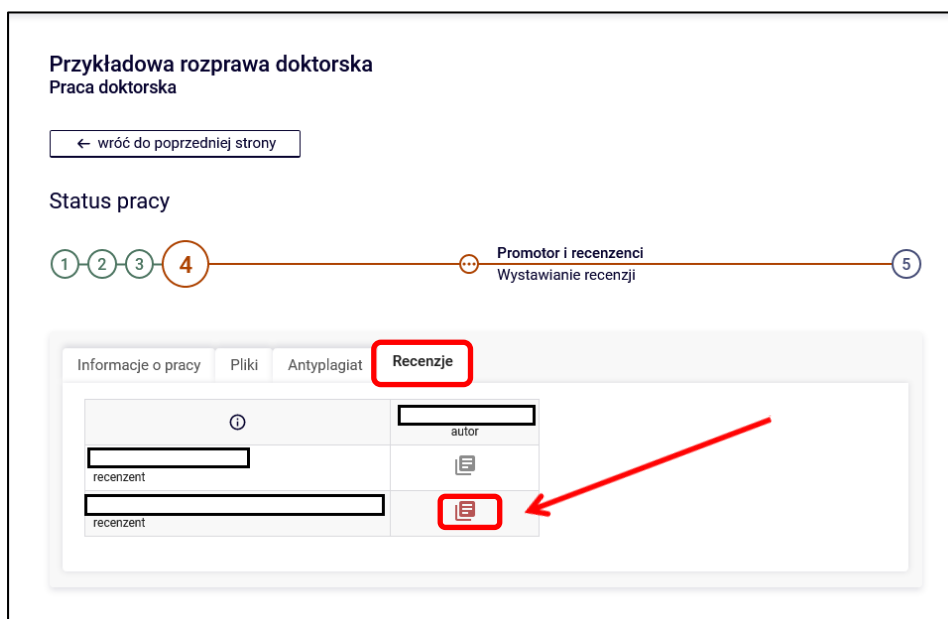 Przykładowa rozprawa doktorska
Praca doktorska
← wróć do poprzedniej strony
Status pracy
1 2 3 4 5
Promotor i recenzenci
Wystawianie recenzji
Informacje o pracy Pliki Antyplagiat Recenzje
autor
recenzent
recenzent